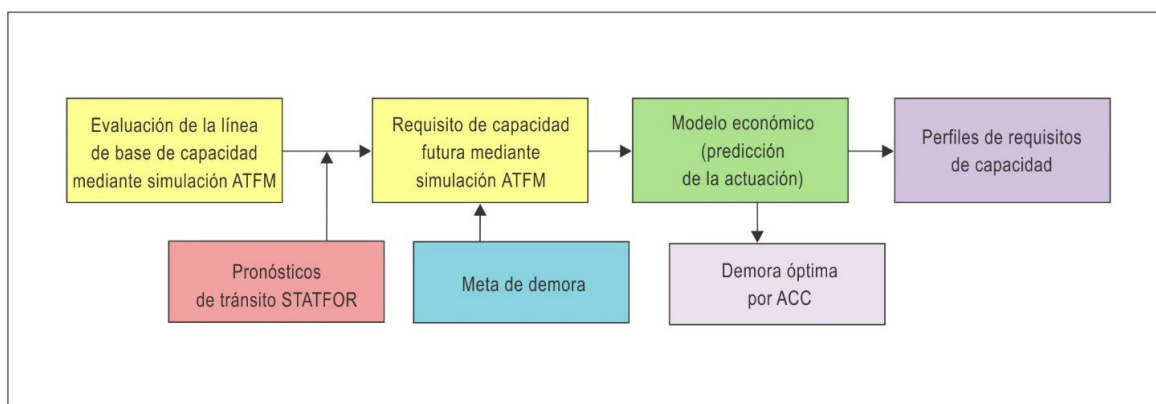 Evaluación de la línea
de base de capacidad
mediante simulación ATFM
Requisito de capacidad
futura mediante
simulación ATFM
Modelo económico
(predicción
de la actuación)
Perfiles de requisitos
de capacidad
Pronósticos
de tránsito STATFOR
Meta de demora
Demora óptima
por ACC